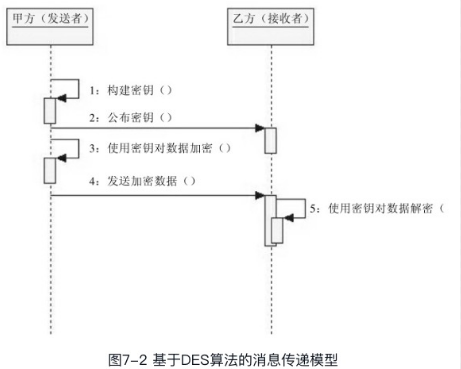 甲方（发送者）
乙方（接收者）
1：构建密钥（）
2：公布密钥（）
3：使用密钥对数据加密（）
4：发送加密数据（）
5：使用密钥对数据解密（
图7-2 基于DES算法的消息传递模型